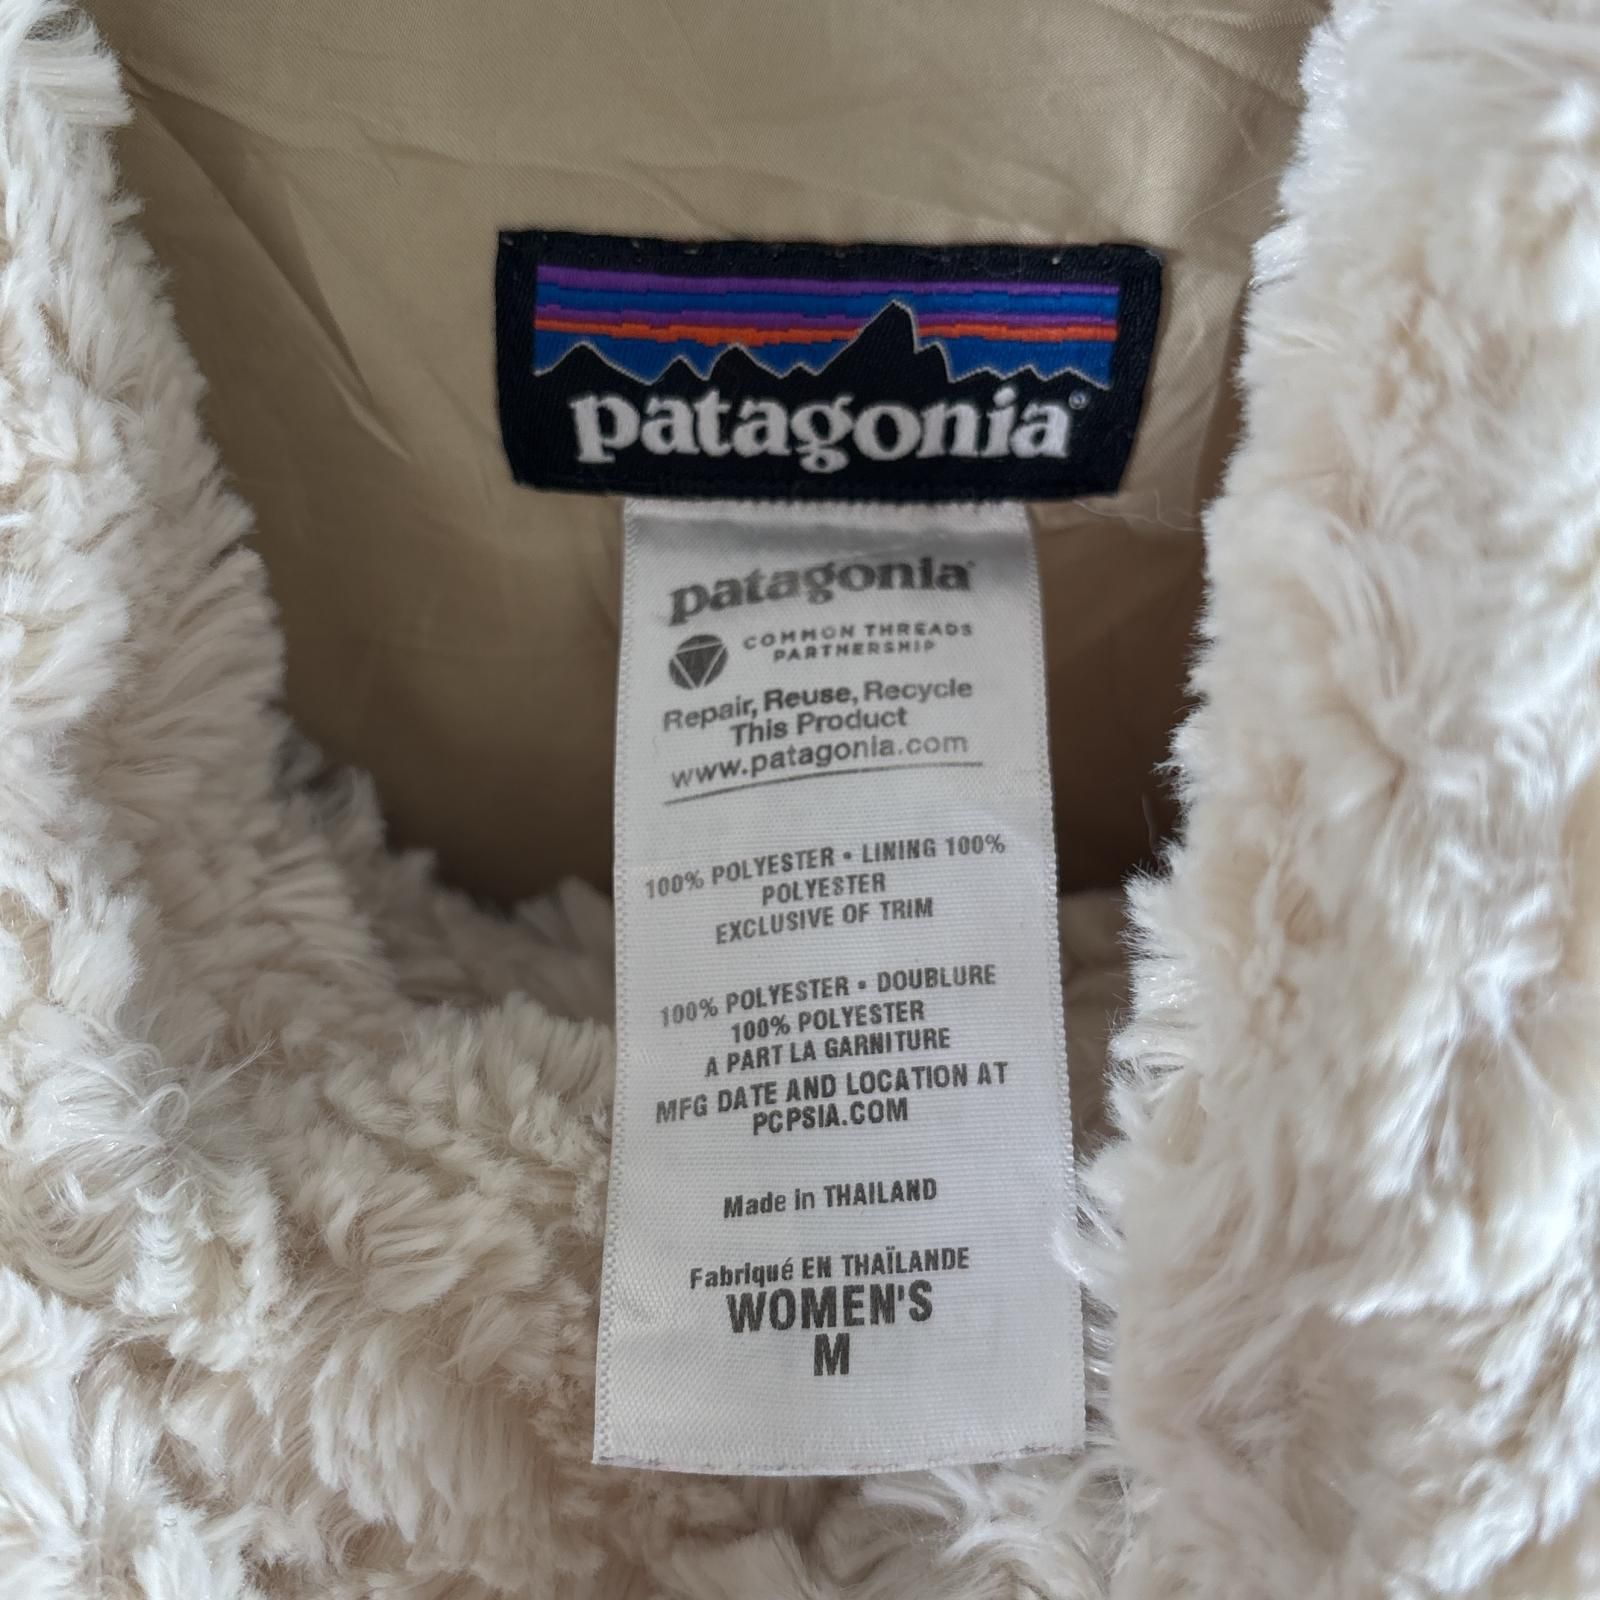 patagonia®
patagonia
COMMON THREADS
PARTNERSHIP
Repair, Reuse, Recycle
This Product
www.patagonia.com
100% POLYESTER • LINING 100%
POLYESTER
EXCLUSIVE OF TRIM
100% POLYESTER • DOUBLURE
100% POLYESTER
A PART LA GARNITURE
MFG DATE AND LOCATION AT
PCPSIA.COM
Made in THAILAND
Fabriqué EN THAÏLANDE
WOMEN'S
M